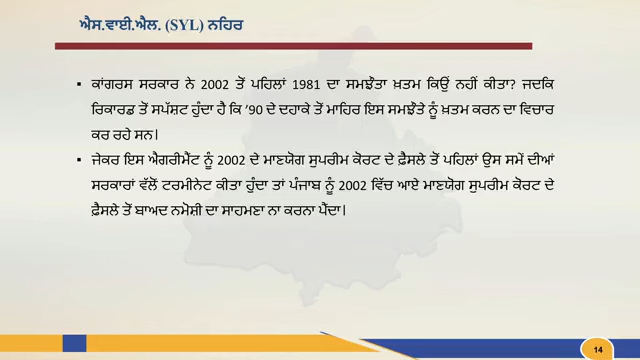 ਐਸ.ਵਾਈ.ਐਲ. (SYL) ਨਹਿਰ
▪ ਕਾਂਗਰਸ ਸਰਕਾਰ ਨੇ 2002 ਤੋਂ ਪਹਿਲਾਂ 1981 ਦਾ ਸਮਝੌਤਾ ਖ਼ਤਮ ਕਿਉਂ ਨਹੀਂ ਕੀਤਾ? ਜਦਕਿ
ਰਿਕਾਰਡ ਤੋਂ ਸਪੱਸ਼ਟ ਹੁੰਦਾ ਹੈ ਕਿ ’90 ਦੇ ਦਹਾਕੇ ਤੋਂ ਮਾਹਿਰ ਇਸ ਸਮਝੌਤੇ ਨੂੰ ਖ਼ਤਮ ਕਰਨ ਦਾ ਵਿਚਾਰ
ਕਰ ਰਹੇ ਸਨ।
▪ ਜੇਕਰ ਇਸ ਐਗਰੀਮੈਂਟ ਨੂੰ 2002 ਦੇ ਮਾਣਯੋਗ ਸੁਪਰੀਮ ਕੋਰਟ ਦੇ ਫ਼ੈਸਲੇ ਤੋਂ ਪਹਿਲਾਂ ਉਸ ਸਮੇਂ ਦੀਆਂ
ਸਰਕਾਰਾਂ ਵੱਲੋਂ ਟਰਮੀਨੇਟ ਕੀਤਾ ਹੁੰਦਾ ਤਾਂ ਪੰਜਾਬ ਨੂੰ 2002 ਵਿੱਚ ਆਏ ਮਾਣਯੋਗ ਸੁਪਰੀਮ ਕੋਰਟ ਦੇ
ਫ਼ੈਸਲੇ ਤੋਂ ਬਾਅਦ ਨਮੋਸ਼ੀ ਦਾ ਸਾਹਮਣਾ ਨਾ ਕਰਨਾ ਪੈਂਦਾ।
14